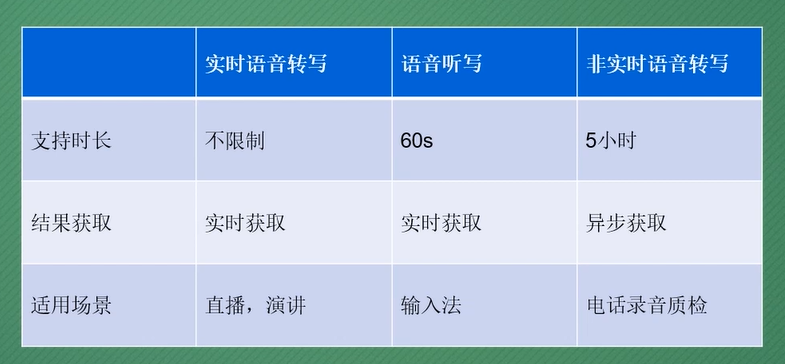 实时语音转写 语音听写 非实时语音转写
支持时长 不限制 60s 5小时
结果获取 实时获取 实时获取 异步获取
适用场景 直播，演讲 输入法 电话录音质检